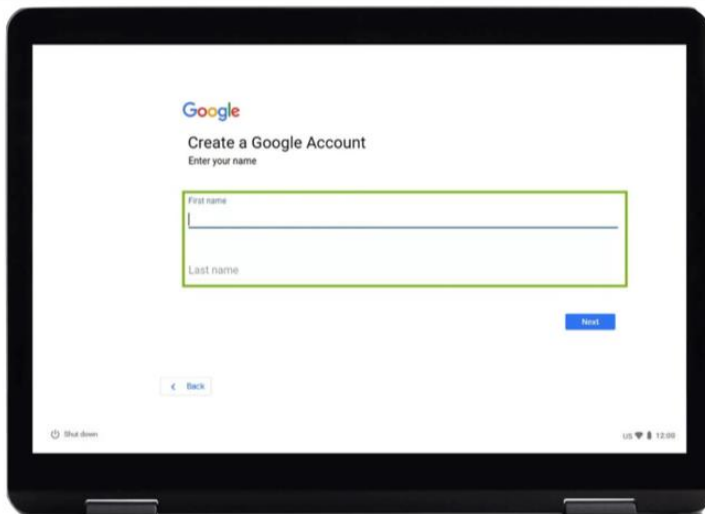 Google
Create a Google Account
Enter your name
First name
Last name
Next
Back
Shut down
US 12:00